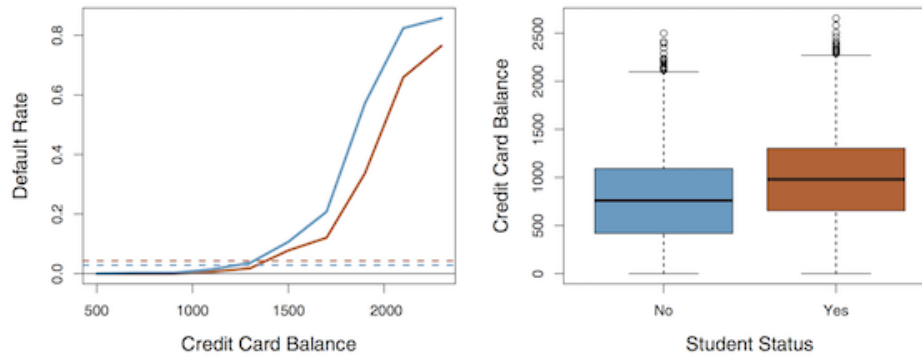 Default Rate
0.8
0.6
0.4
0.2
0.0
500 1000 1500 2000
Credit Card Balance
Credit Card Balance
2500
2000
1500
1000
500
0
No Yes
Student Status